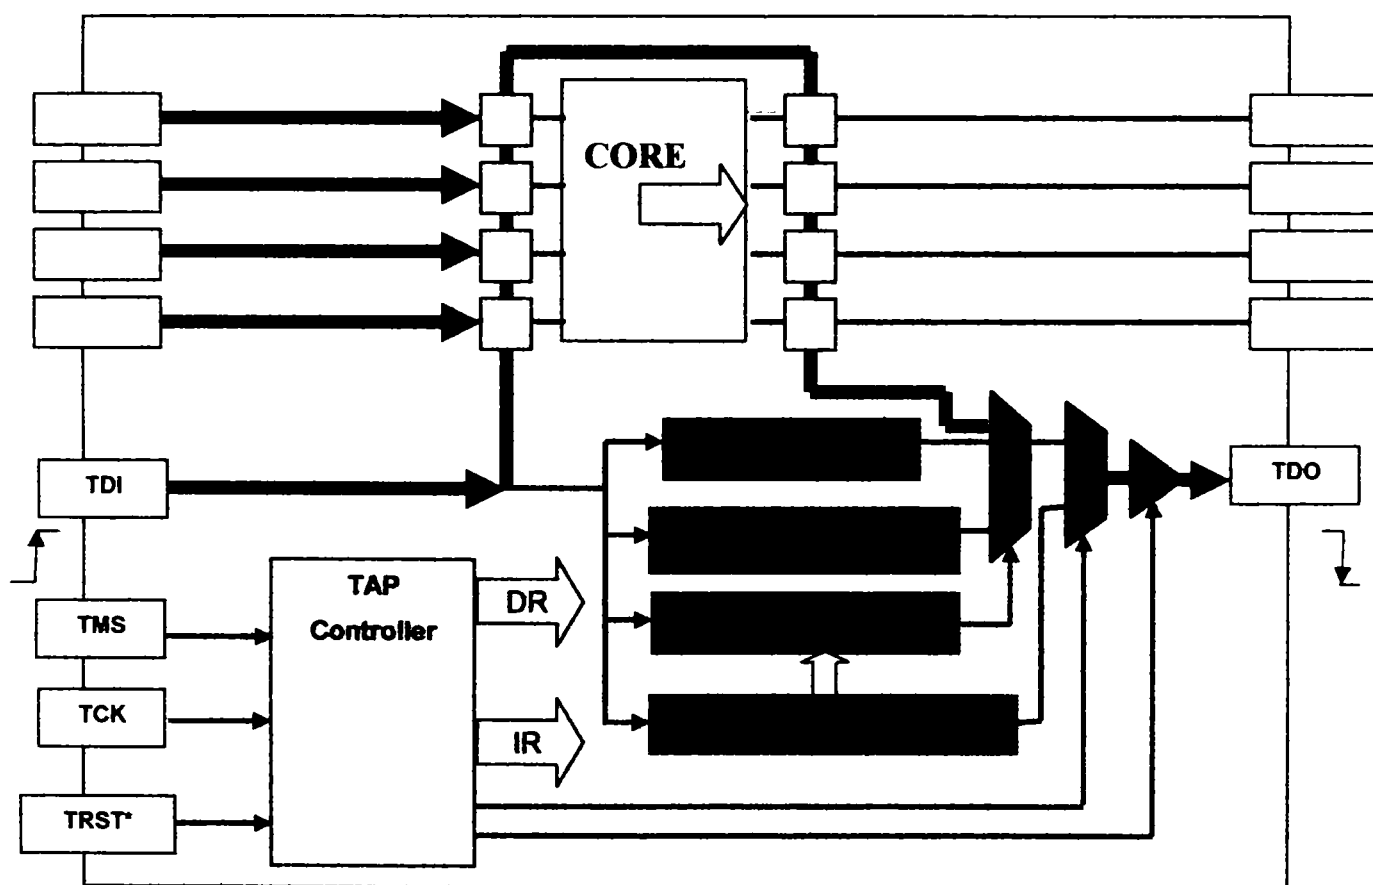 CORE
TDI
TDO
TAP
Controller
DR
TMS
TCK
IR
TRST*